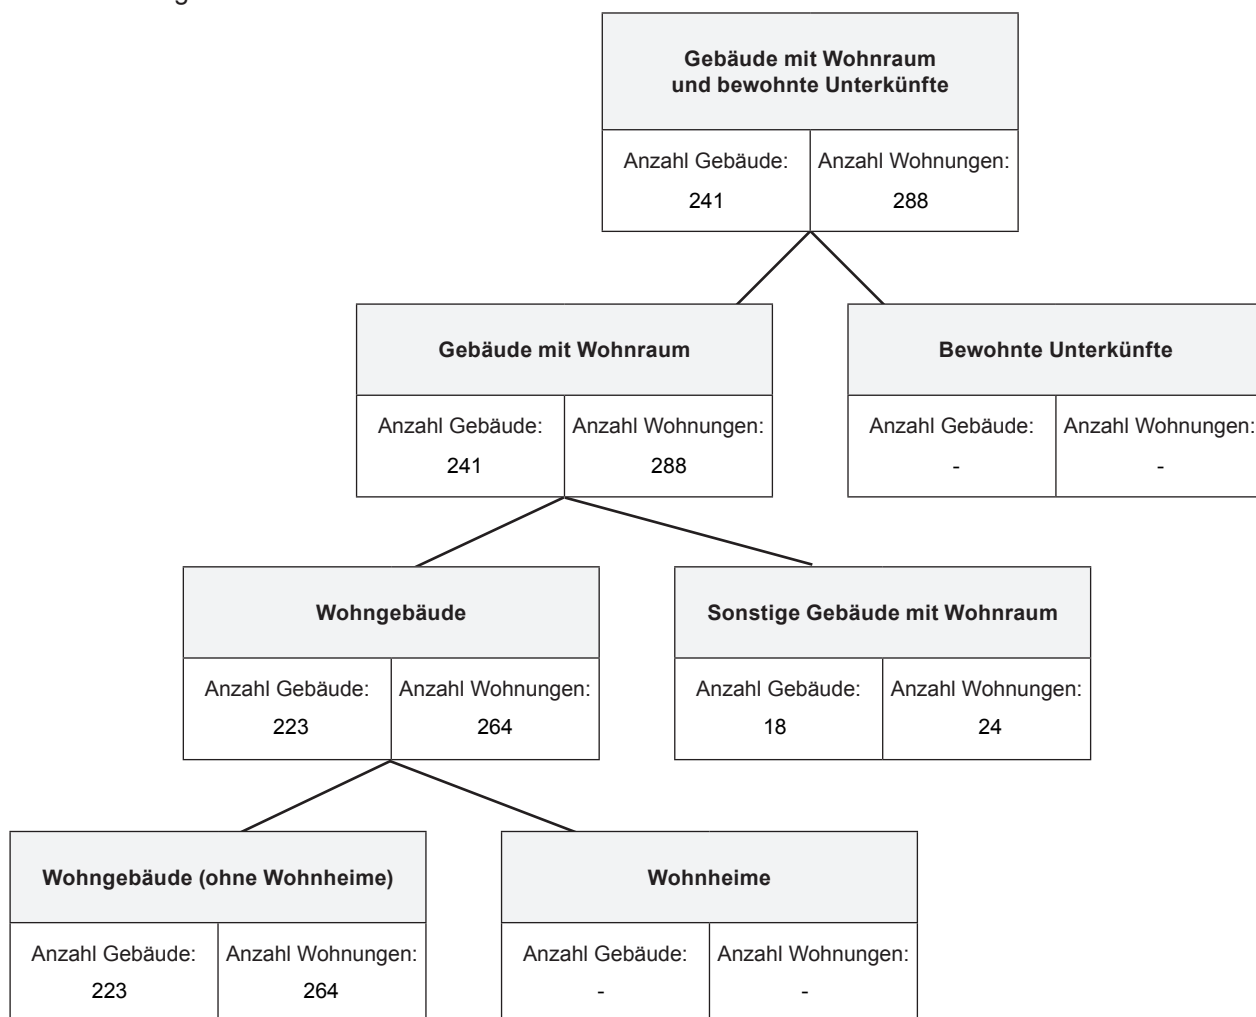 Gebäude mit Wohnraum
und bewohnte Unterkünfte
Anzahl Gebäude: Anzahl Wohnungen:
241 288
Gebäude mit Wohnraum
Anzahl Gebäude: Anzahl Wohnungen:
241 288
Bewohnte Unterkünfte
Anzahl Gebäude: Anzahl Wohnungen:
- -
Wohngebäude
Anzahl Gebäude: Anzahl Wohnungen:
223 264
Sonstige Gebäude mit Wohnraum
Anzahl Gebäude: Anzahl Wohnungen:
18 24
Wohngebäude (ohne Wohnheime)
Anzahl Gebäude: Anzahl Wohnungen:
223 264
Wohnheime
Anzahl Gebäude: Anzahl Wohnungen:
- -